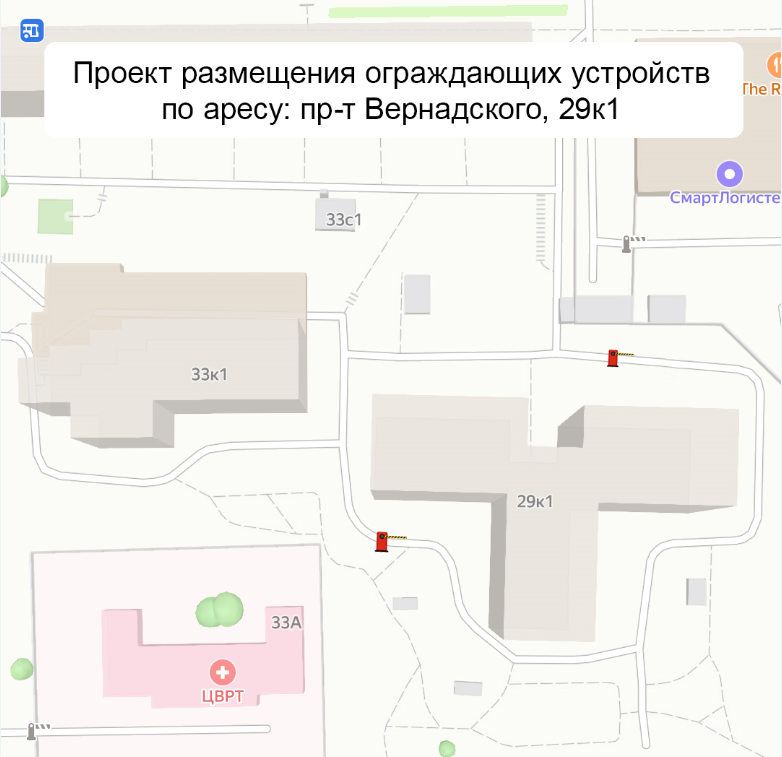 Проект размещения ограждающих устройств
по аресу: пр-т Вернадского, 29к1
The R
СмартЛогисте
33с1
33к1
29к1
33А
ЦВРТ